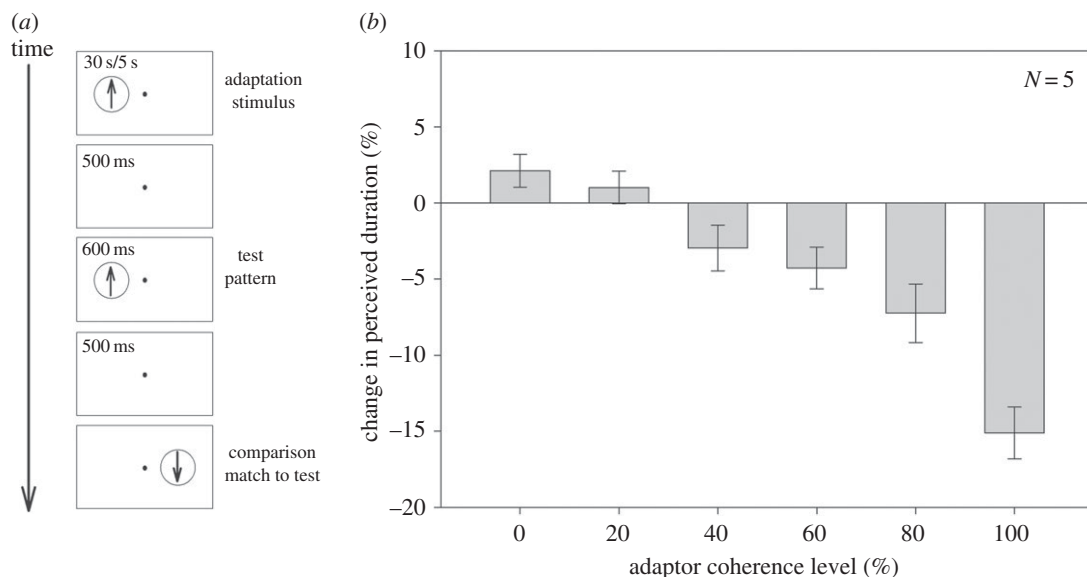 (a)
time
30 s/5 s
adaptation
stimulus
500 ms
600 ms
test
pattern
500 ms
comparison
match to test
(b)
N = 5
change in perceived duration (%)
10
5
0
−5
−10
−15
−20
0 20 40 60 80 100
adaptor coherence level (%)